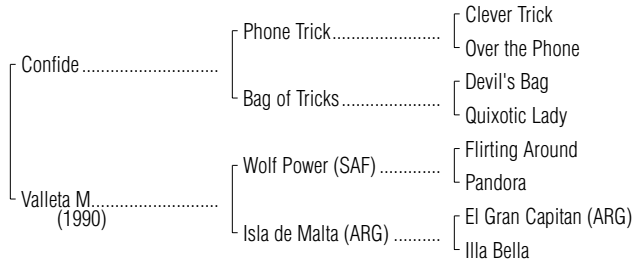 Clever Trick
Phone Trick
Over the Phone
Confide
Devil's Bag
Bag of Tricks
Quixotic Lady
Flirting Around
Wolf Power (SAF)
Pandora
Valleta M.
(1990)
El Gran Capitan (ARG)
Isla de Malta (ARG)
Illa Bella